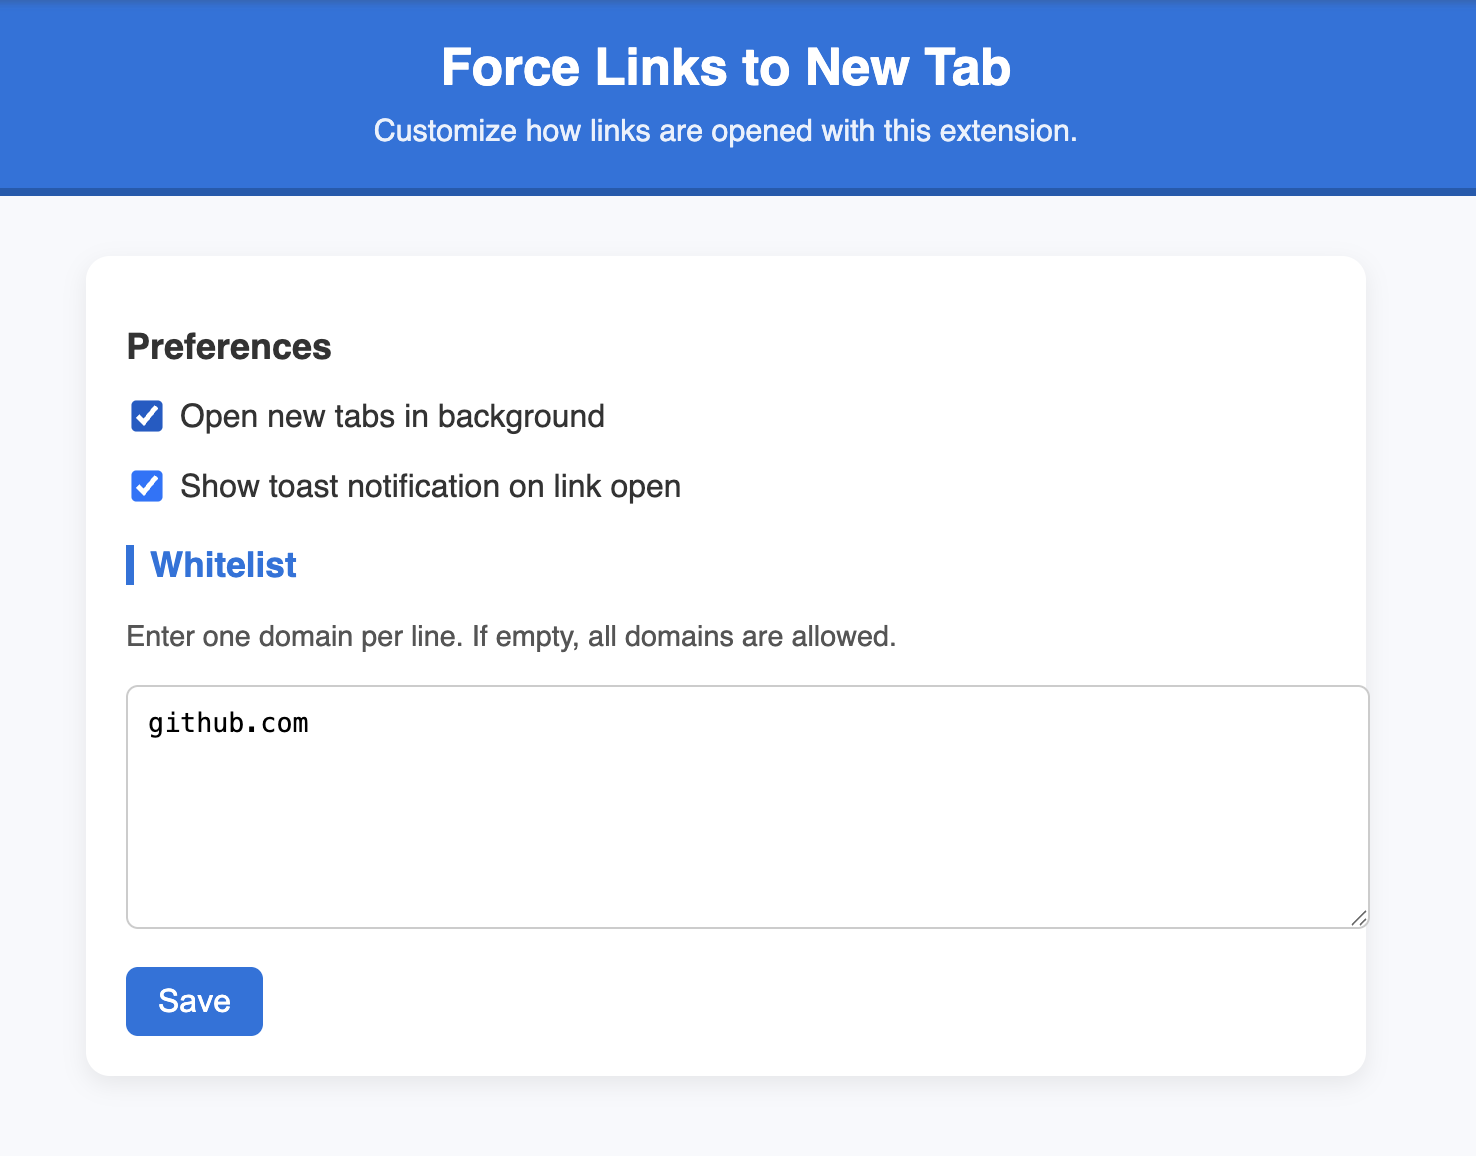 Force Links to New Tab
Customize how links are opened with this extension.
Preferences
Open new tabs in background
Show toast notification on link open
Whitelist
Enter one domain per line. If empty, all domains are allowed.
github.com
Save